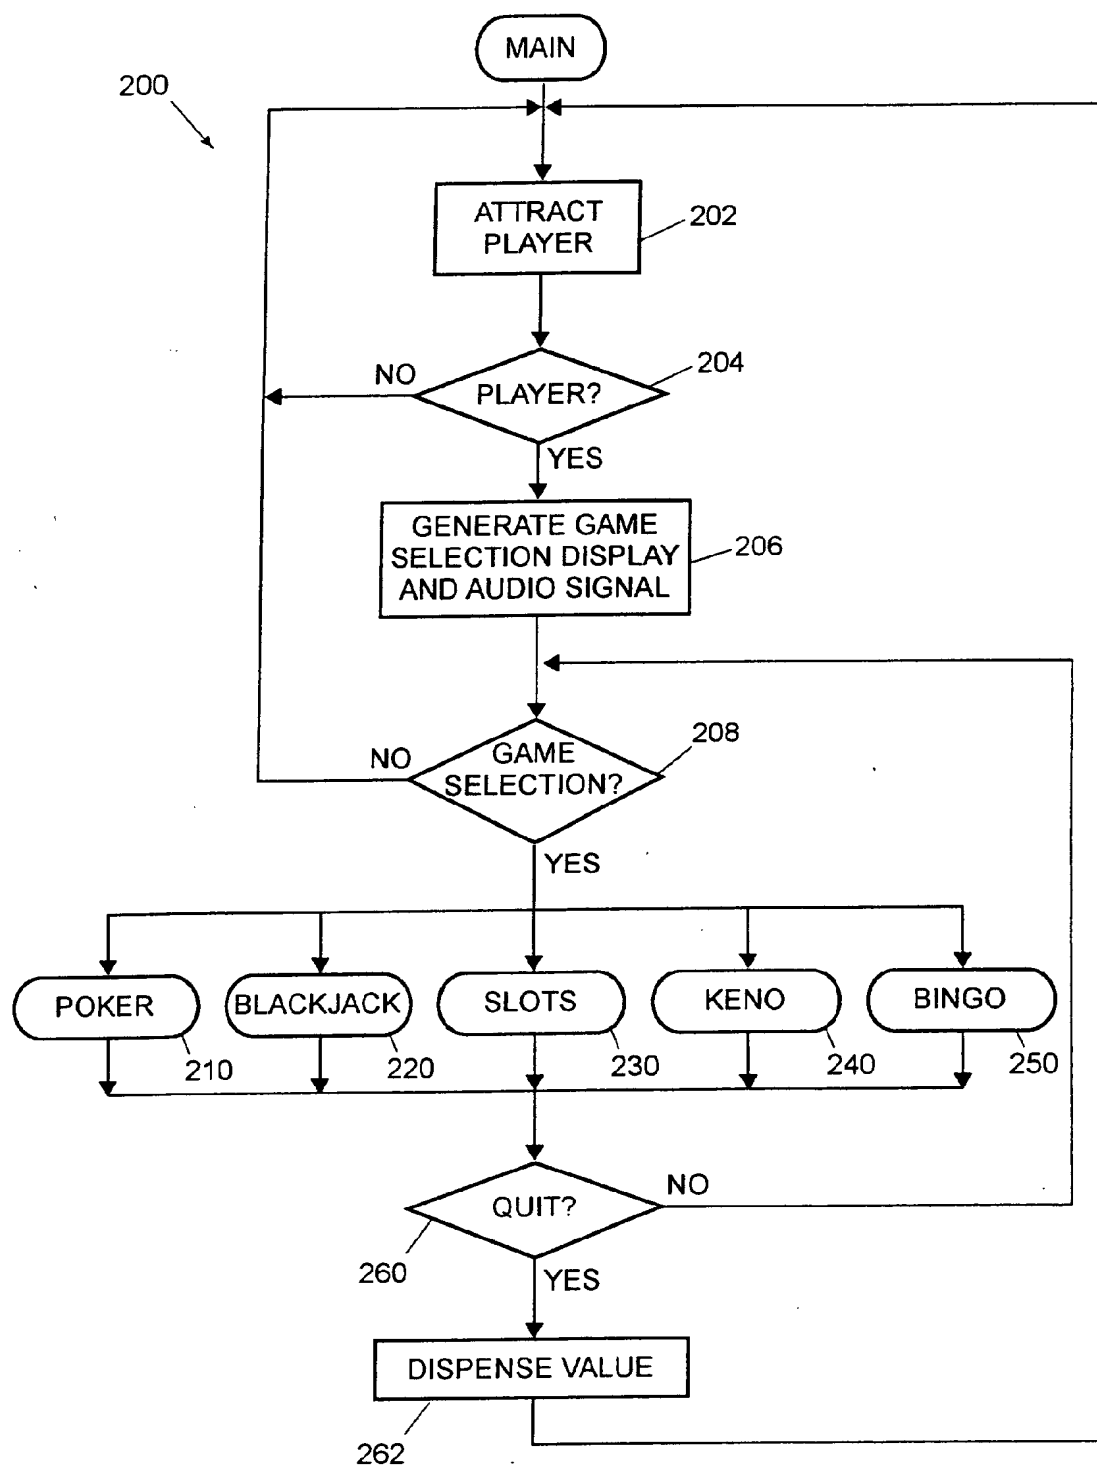 MAIN
200
ATTRACT
PLAYER
202
NO
PLAYER?
204
YES
GENERATE GAME
SELECTION DISPLAY
AND AUDIO SIGNAL
206
NO
GAME
SELECTION?
208
YES
POKER
BLACKJACK
SLOTS
KENO
BINGO
210
220
230
240
250
QUIT?
NO
260
YES
DISPENSE VALUE
262